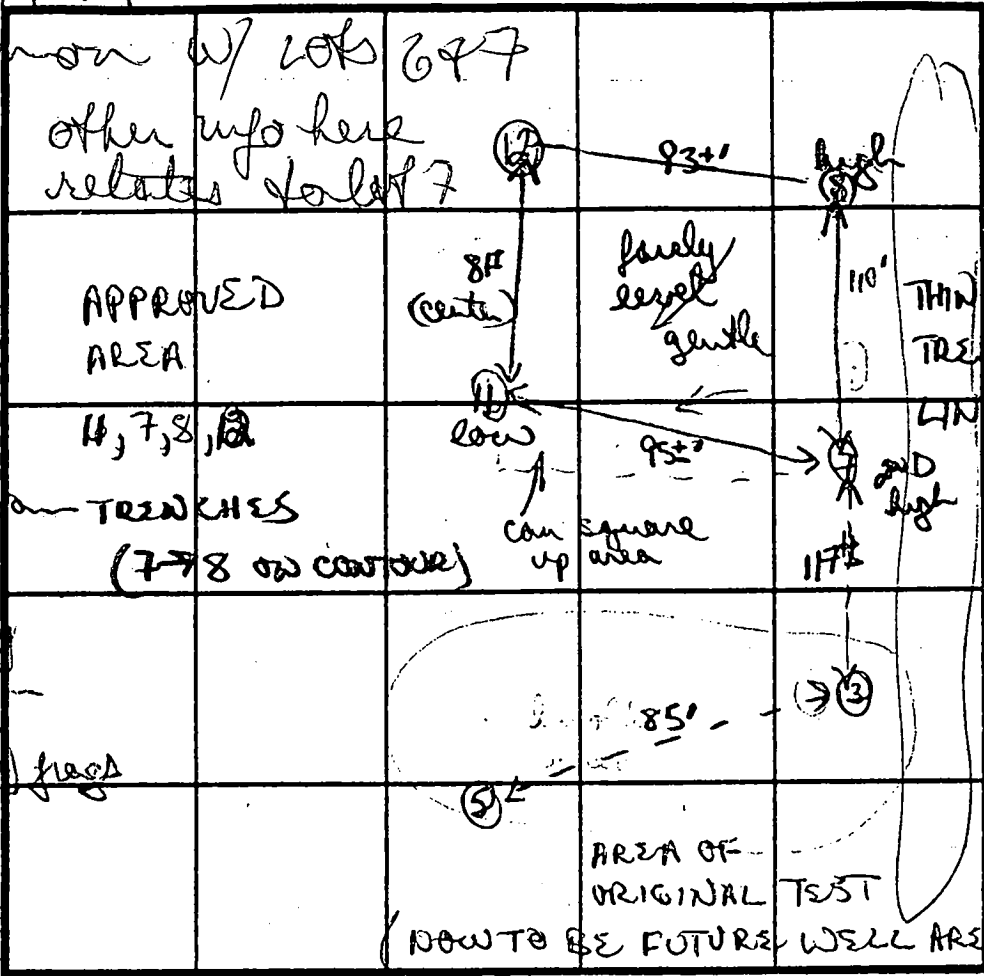 w/ lots 6+7
other info here
relates to lot 7
12
93±'
high
8
fairly
level
gentle
(center)
110'
THIN
TRE
LIN
APPROVED
AREA
11, 7, 8, 12
11
low
95±'
7
2ND
high
TRENCHES
(7→8 ON CONTOUR)
can square
up area
117'
3
85'
flags
5
AREA OF
ORIGINAL TEST
(NOW TO BE FUTURE WELL ARE